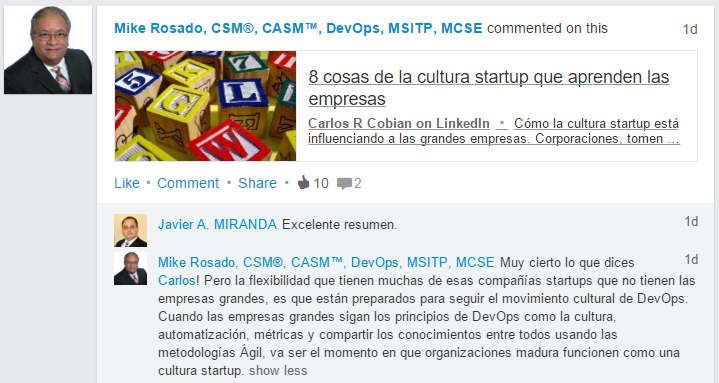 Mike Rosado, CSM®, CASM™, DevOps, MSITP, MCSE commented on this
1d
8 cosas de la cultura startup que aprenden las
empresas
Carlos R Cobian on LinkedIn • Cómo la cultura startup está
influenciando a las grandes empresas. Corporaciones, tomen ...
Like • Comment • Share • 10 2
Javier A. MIRANDA Excelente resumen.
1d
Mike Rosado, CSM®, CASM™, DevOps, MSITP, MCSE Muy cierto lo que dices
1d
Carlos! Pero la flexibilidad que tienen muchas de esas compañías startups que no tienen las
empresas grandes, es que están preparados para seguir el movimiento cultural de DevOps.
Cuando las empresas grandes sigan los principios de DevOps como la cultura,
automatización, métricas y compartir los conocimientos entre todos usando las
metodologías Ágil, va ser el momento en que organizaciones madura funcionen como una
cultura startup. show less